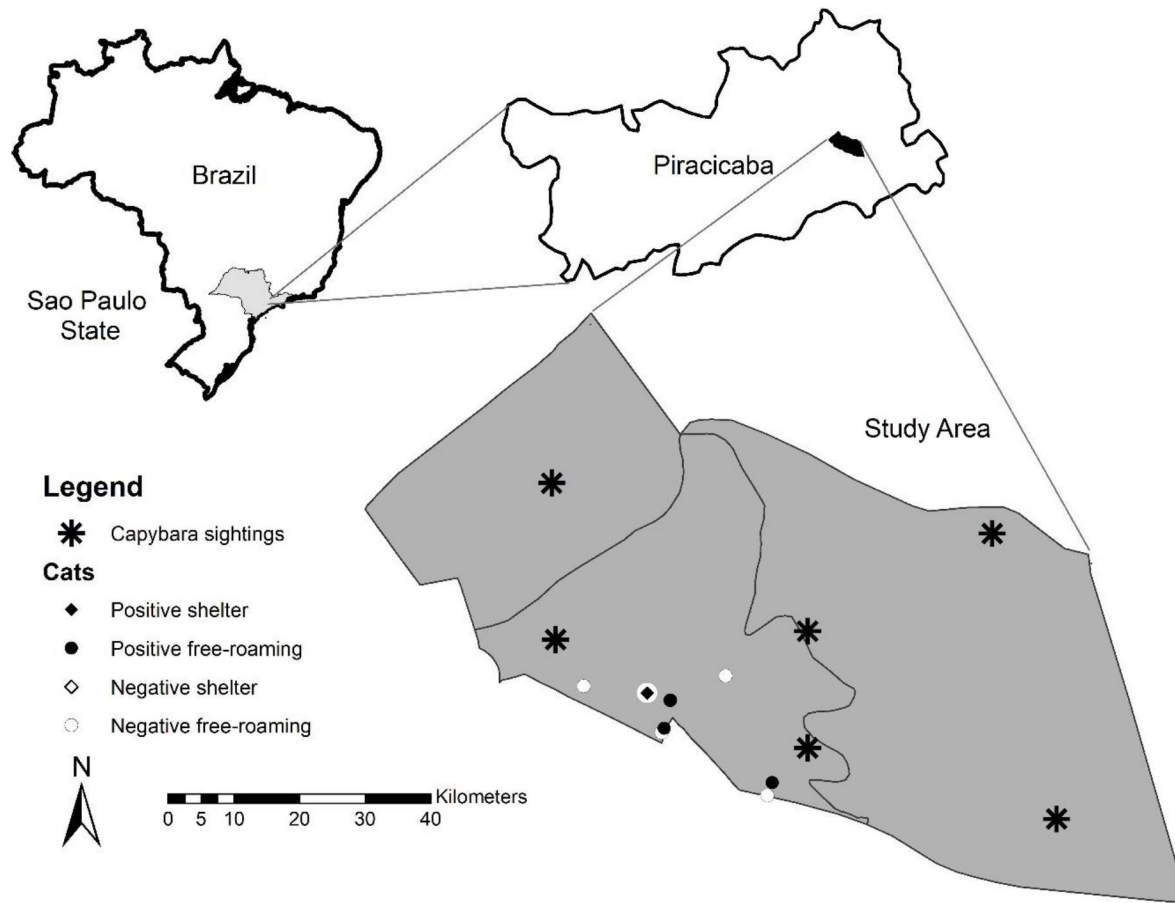 Brazil
Piracicaba
Sao Paulo
State
Study Area
Legend
Capybara sightings
Cats
Positive shelter
Positive free-roaming
Negative shelter
Negative free-roaming
N
Kilometers
0 5 10 20 30 40